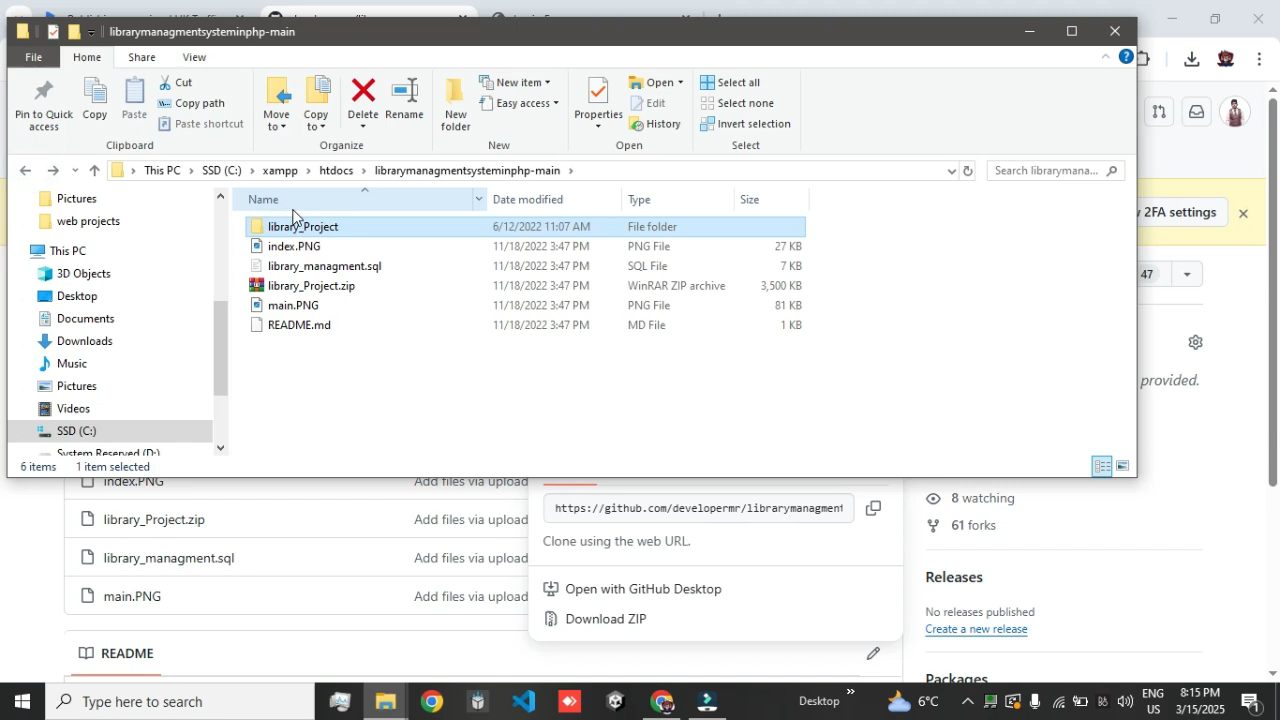 librarymanagmentsysteminphp-main
File
Home
Share
View
Pin to Quick access
Copy
Paste
Cut
Copy path
Paste shortcut
Clipboard
Move to
Copy to
Delete
Rename
Organize
New folder
New item
Easy access
New
Properties
Open
Edit
History
Open
Select all
Select none
Invert selection
Select
This PC
SSD (C:)
xampp
htdocs
librarymanagmentsysteminphp-main
Search librarymana...
Name
Date modified
Type
Size
library_Project 6/12/2022 11:07 AM File folder
index.PNG 11/18/2022 3:47 PM PNG File 27 KB
library_managment.sql 11/18/2022 3:47 PM SQL File 7 KB
library_Project.zip 11/18/2022 3:47 PM WinRAR ZIP archive 3,500 KB
main.PNG 11/18/2022 3:47 PM PNG File 81 KB
README.md 11/18/2022 3:47 PM MD File 1 KB
Pictures
web projects
This PC
3D Objects
Desktop
Documents
Downloads
Music
Pictures
Videos
SSD (C:)
System Reserved (D:)
6 items 1 item selected
2FA settings
47
provided.
index.PNG Add files via upload
library_Project.zip Add files via upload
library_managment.sql Add files via upload
main.PNG Add files via upload
README
https://github.com/developermr/librarymanagment
Clone using the web URL.
Open with GitHub Desktop
Download ZIP
8 watching
61 forks
Releases
No releases published
Create a new release
Packages
Type here to search
Desktop
6°C
ENG
US
8:15 PM
3/15/2025
1